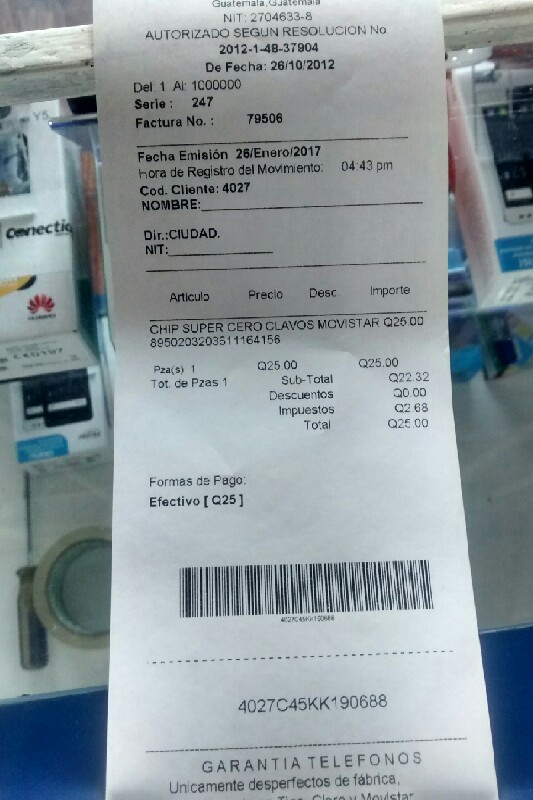 Guatemala, Guatemala
NIT: 2704633-8
AUTORIZADO SEGUN RESOLUCION No.
2012-1-48-37904
De Fecha: 26/10/2012
Del: 1 Al: 1000000
Serie : 247
Factura No. : 79506
Fecha Emisión 26/Enero/2017
Hora de Registro del Movimiento: 04:43 pm
Cod. Cliente: 4027
NOMBRE:
Dir.:CIUDAD.
NIT:
Articulo Precio Desc Importe
CHIP SUPER CERO CLAVOS MOVISTAR Q25.00
8950203203611164156
Pza(s) 1 Q25.00 Q25.00
Tot. de Pzas 1 Sub-Total Q22.32
Descuentos Q0.00
Impuestos Q2.68
Total Q25.00
Formas de Pago:
Efectivo [ Q25 ]
4027C45KK190688
4027C45KK190688
GARANTIA TELEFONOS
Unicamente desperfectos de fábrica,
Tigo, Claro y Movistar
Y5
Conectic
HUAWEI